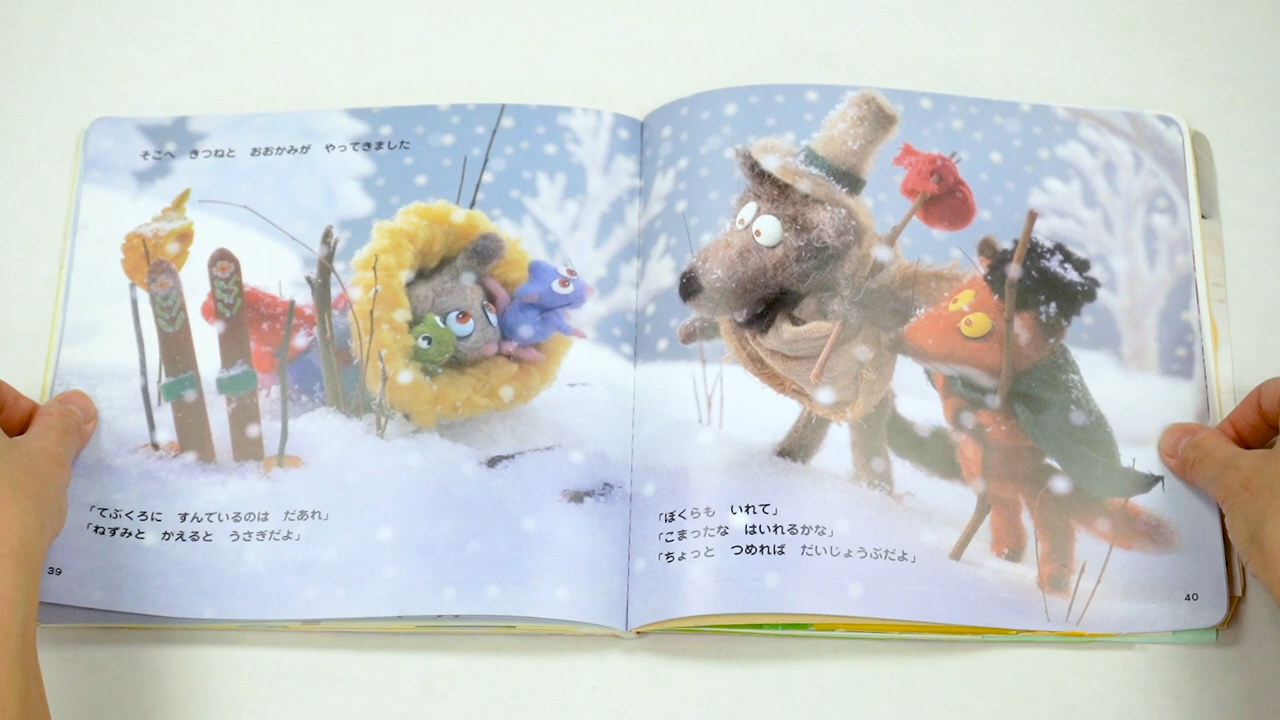 そこへ　きつねと　おおかみが　やってきました
「てぶくろに　すんでいるのは　だあれ」
「ねずみと　かえると　うさぎだよ」
39
「ぼくらも　いれて」
「こまったな　はいれるかな」
「ちょっと　つめれば　だいじょうぶだよ」
40